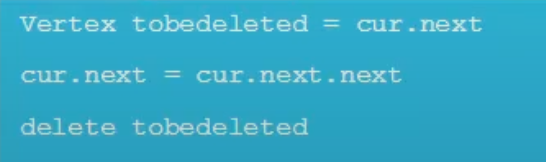 Vertex tobedeleted = cur.next
cur.next = cur.next.next
delete tobedeleted